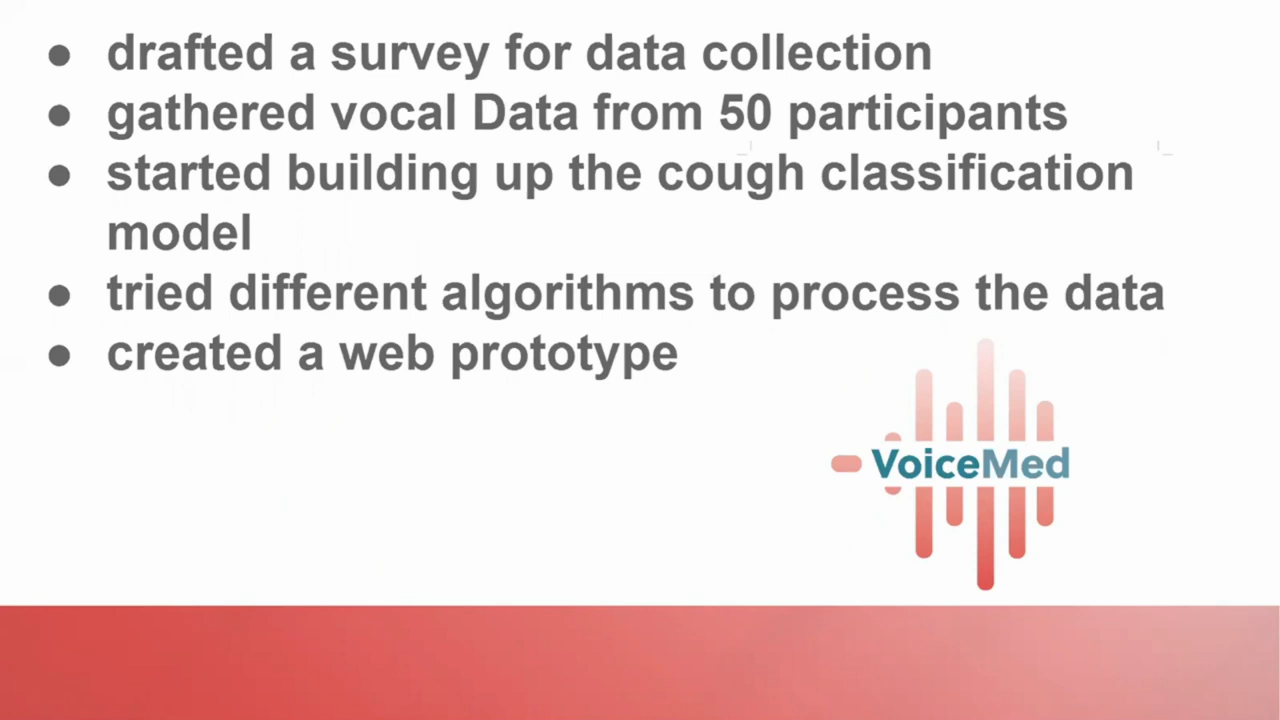 ● drafted a survey for data collection
● gathered vocal Data from 50 participants
● started building up the cough classification
model
● tried different algorithms to process the data
● created a web prototype
VoiceMed